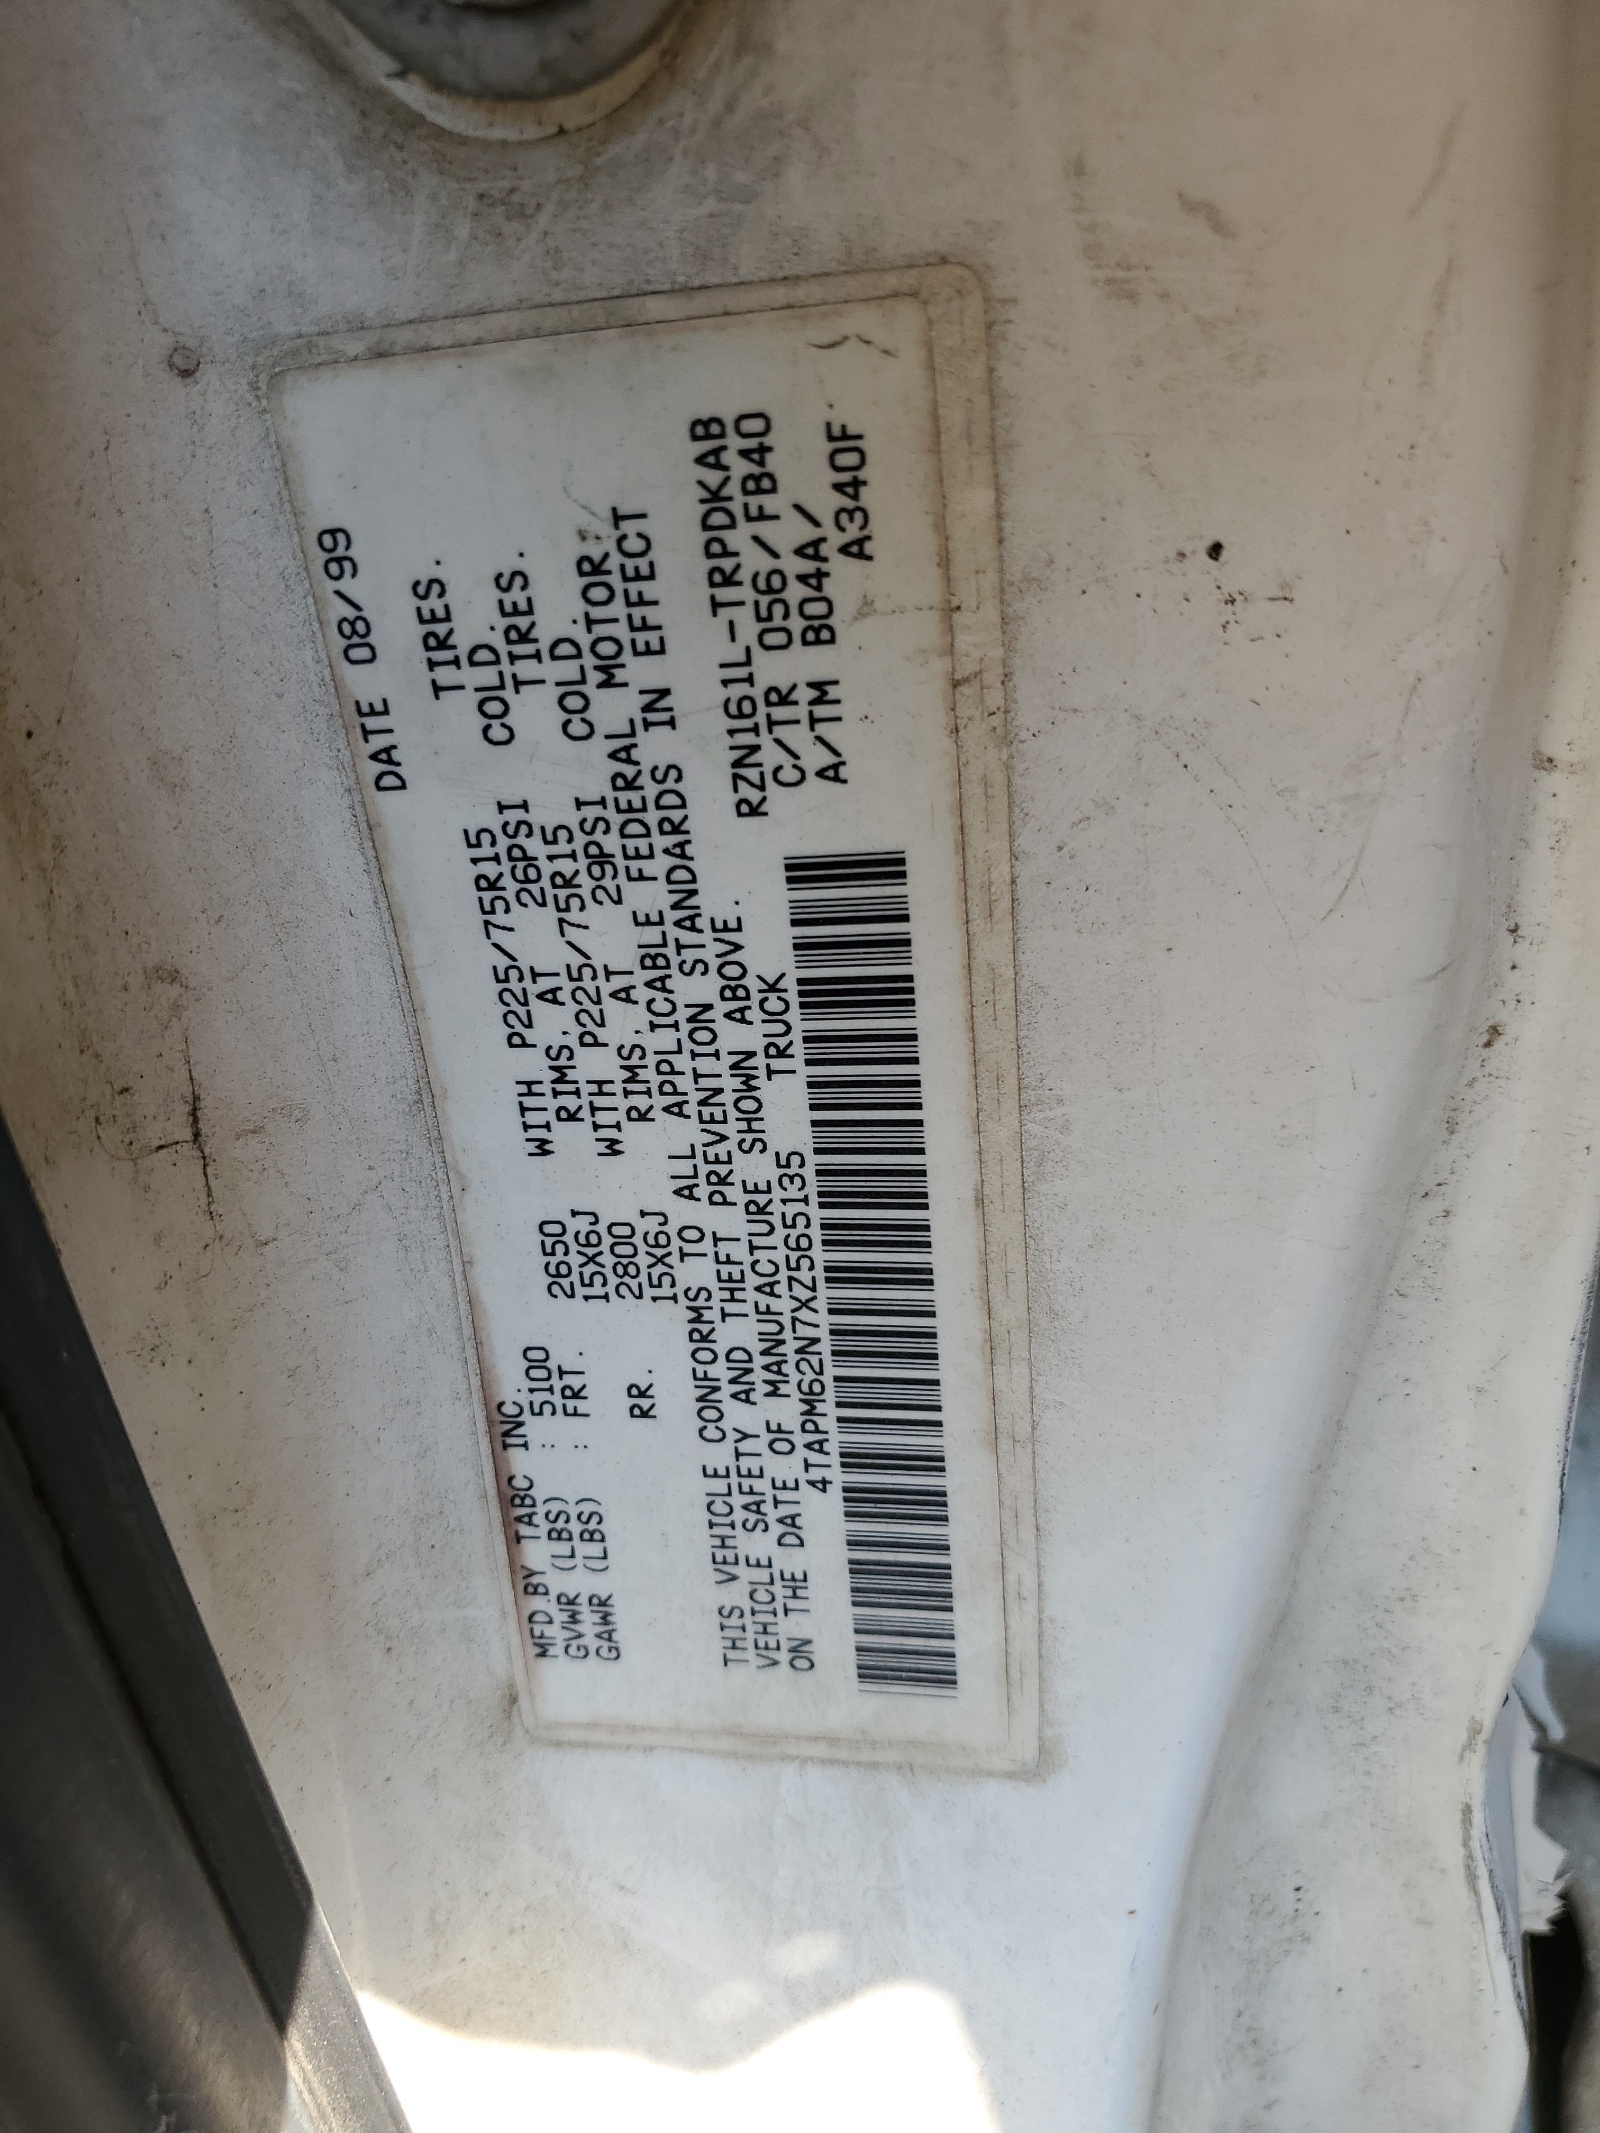 DATE 08/99
MFD.BY TABC INC.
GVWR (LBS) : 5100 WITH P225/75R15 TIRES.
GAWR (LBS) : FRT. 2650 RIMS, AT 26PSI COLD.
15X6J WITH P225/75R15 TIRES.
RR. 2800 RIMS, AT 29PSI COLD.
15X6J
THIS VEHICLE CONFORMS TO ALL APPLICABLE FEDERAL MOTOR
VEHICLE SAFETY AND THEFT PREVENTION STANDARDS IN EFFECT
ON THE DATE OF MANUFACTURE SHOWN ABOVE.
4TAPM62N7XZ565135 TRUCK
RZN161L-TRPDKAB
C/TR 056/FB40
A/TM B04A/
A340F